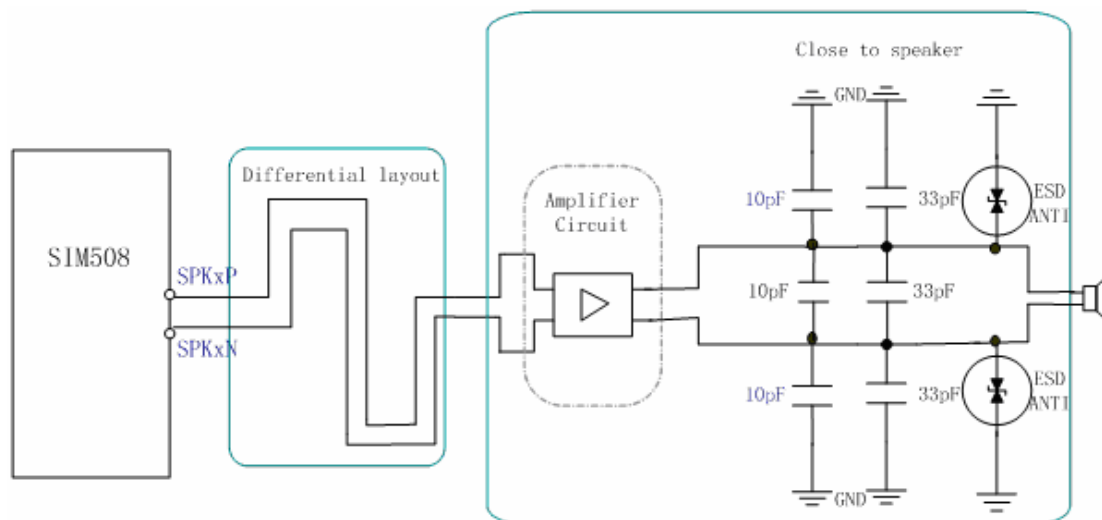 Close to speaker
GND
Differential layout
Amplifier
Circuit
10pF
33pF
ESD
ANTI
SIM508
SPKxP
10pF
33pF
SPKxN
10pF
33pF
ESD
ANTI
GND